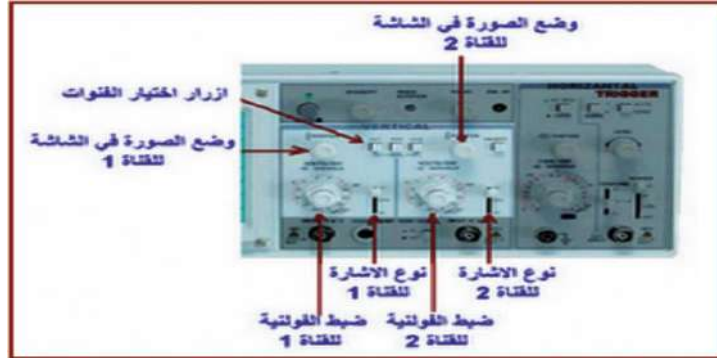 وضع الصورة في الشاشة
للقناة 2
ازرار اختيار القنوات
وضع الصورة في الشاشة
للقناة 1
HORIZONTAL
TRIGGER
VERTICAL
نوع الاشارة
للقناة 1
نوع الاشارة
للقناة 2
ضبط الفولتية
للقناة 1
ضبط الفولتية
للقناة 2